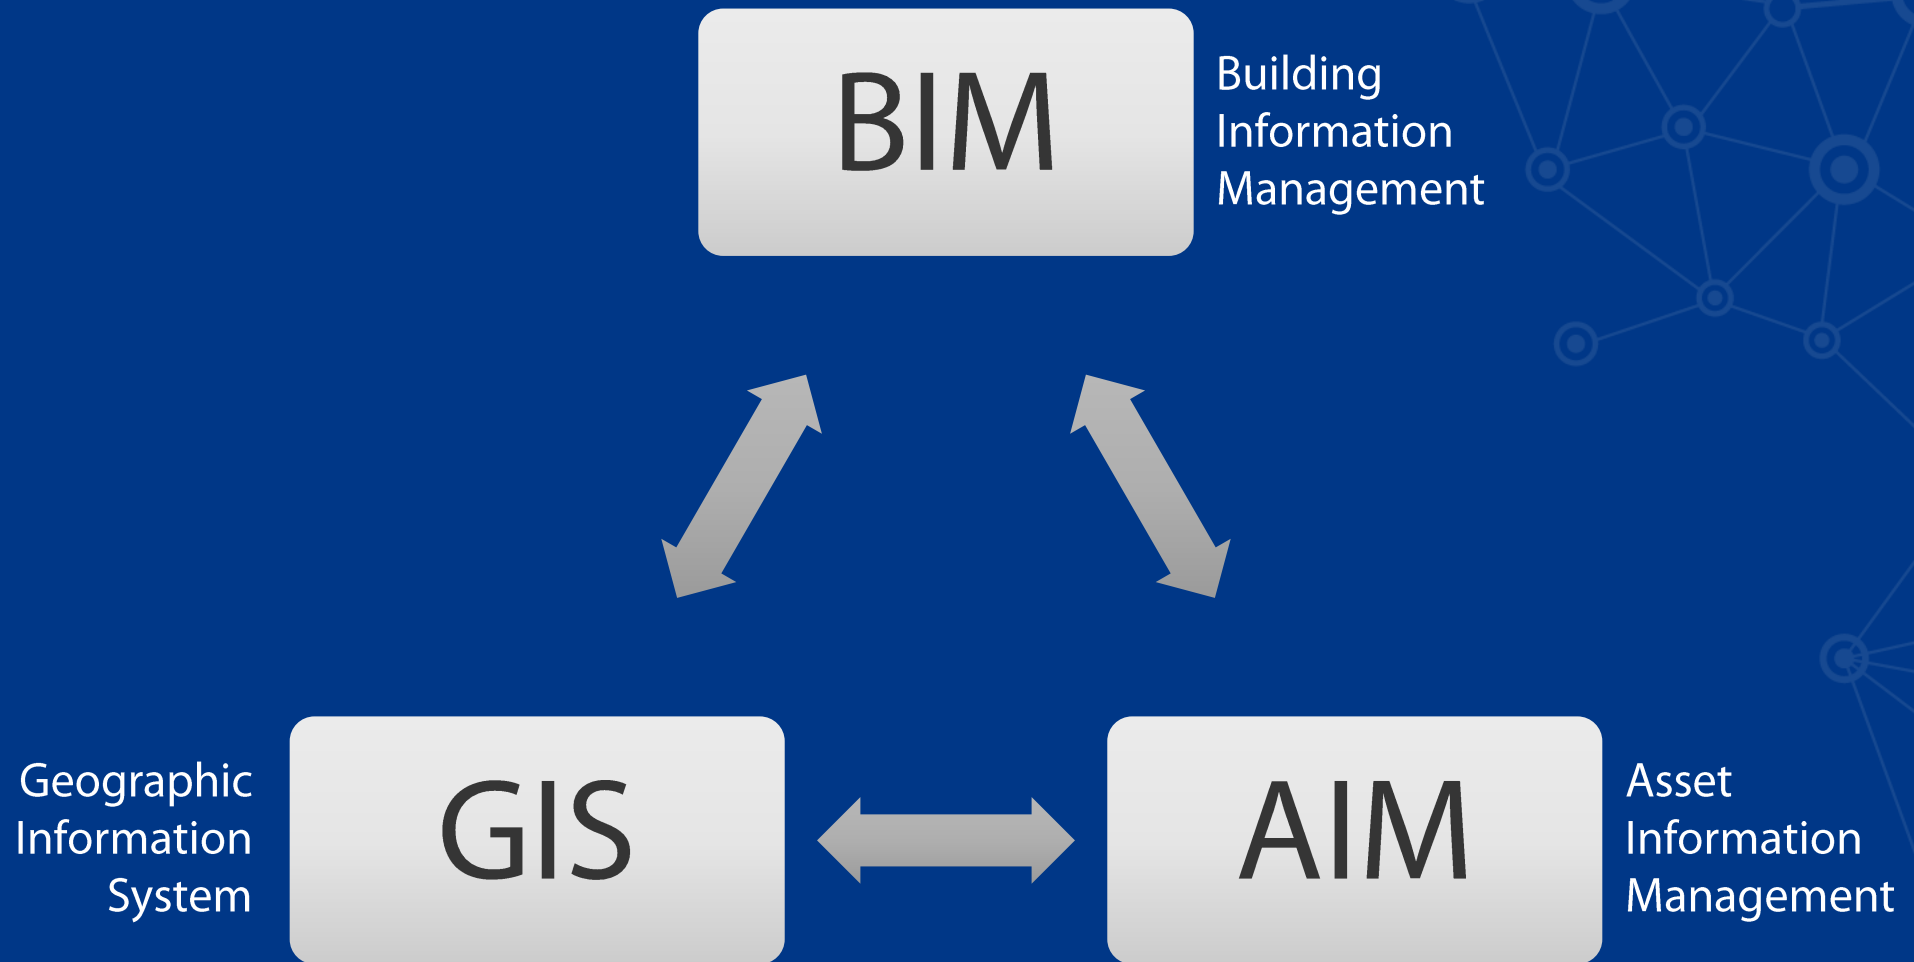 BIM
Building
Information
Management
Geographic
Information
System
GIS
AIM
Asset
Information
Management